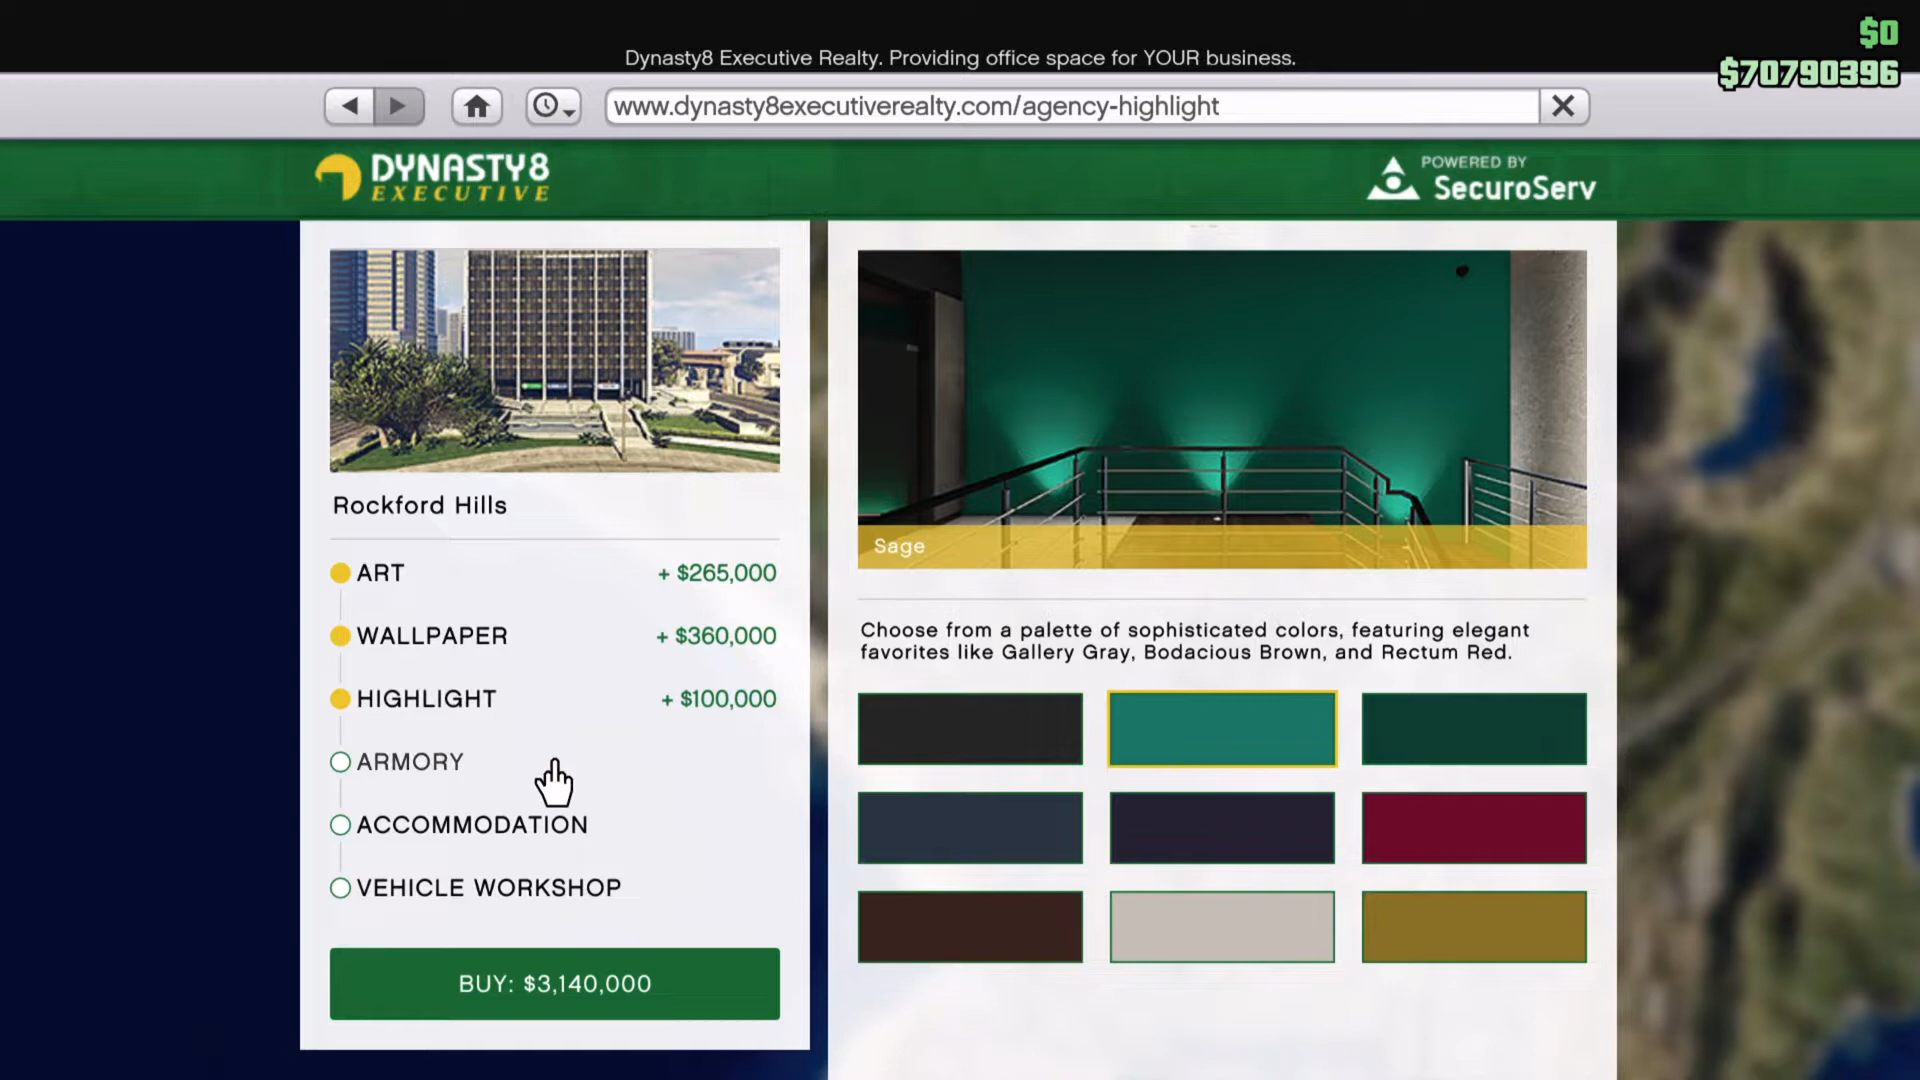 $0
$70790396
Dynasty8 Executive Realty. Providing office space for YOUR business.
www.dynasty8executiverealty.com/agency-highlight
DYNASTY8
EXECUTIVE
POWERED BY
SecuroServ
Rockford Hills
ART + $265,000
WALLPAPER + $360,000
HIGHLIGHT + $100,000
ARMORY
ACCOMMODATION
VEHICLE WORKSHOP
BUY: $3,140,000
Sage
Choose from a palette of sophisticated colors, featuring elegant
favorites like Gallery Gray, Bodacious Brown, and Rectum Red.